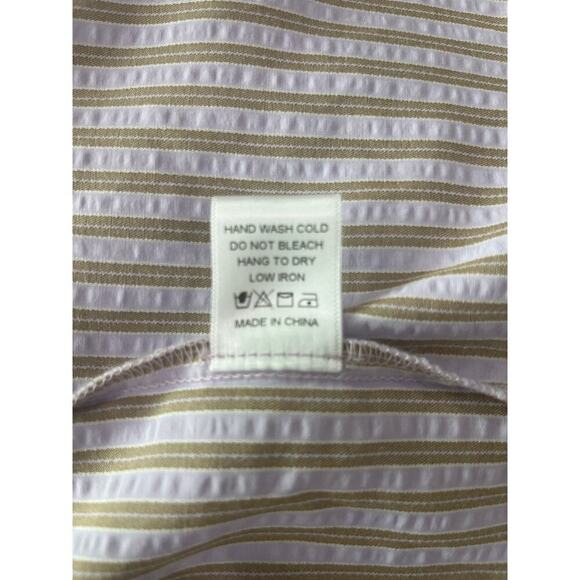 HAND WASH COLD
DO NOT BLEACH
HANG TO DRY
LOW IRON
MADE IN CHINA